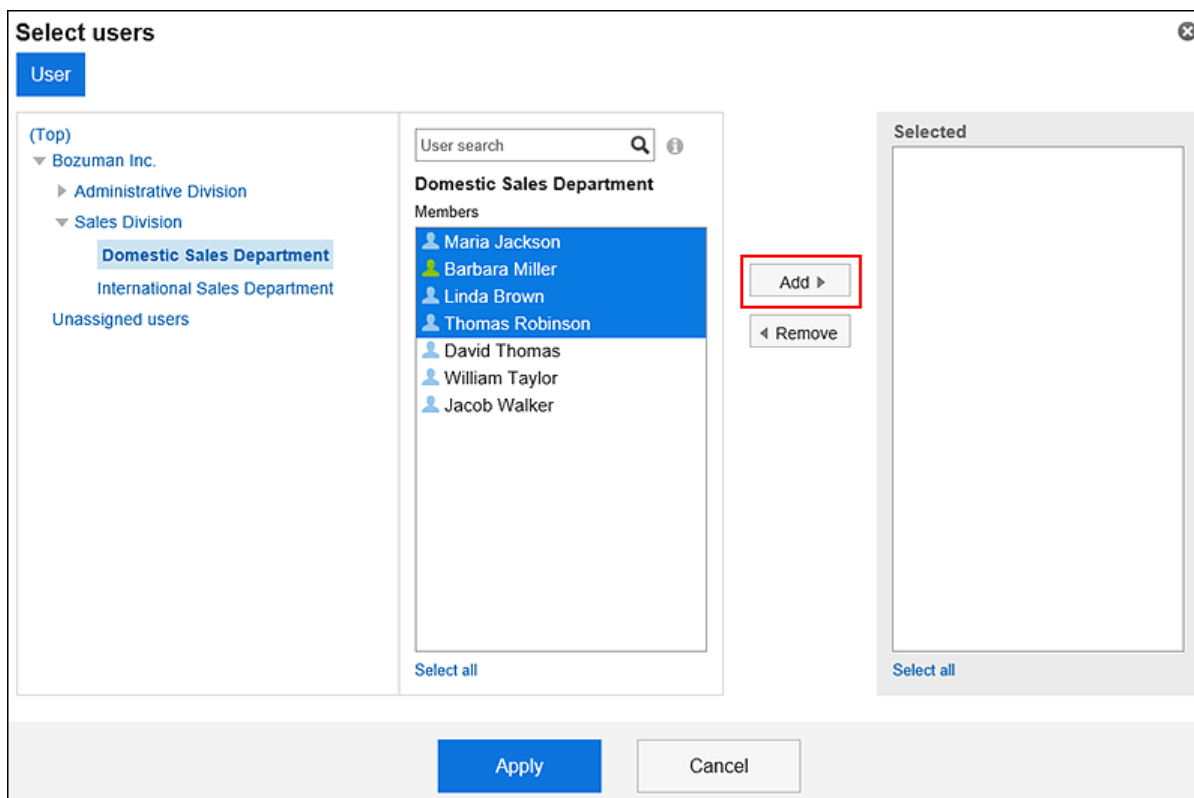 Select users
User
(Top)
Bozuman Inc.
Administrative Division
Sales Division
Domestic Sales Department
International Sales Department
Unassigned users
User search
Domestic Sales Department
Members
Maria Jackson
Barbara Miller
Linda Brown
Thomas Robinson
David Thomas
William Taylor
Jacob Walker
Select all
Add
Remove
Selected
Select all
Apply
Cancel